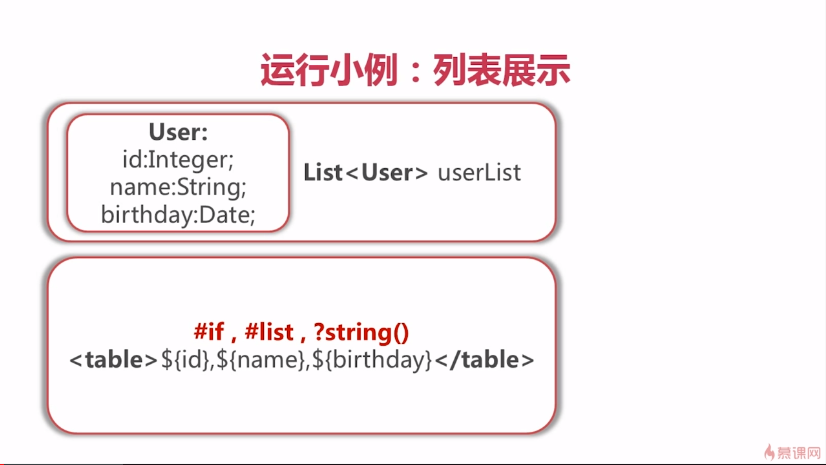 运行小例：列表展示
User:
id:Integer;
name:String;
birthday:Date;
List<User> userList
#if , #list , ?string()
<table>${id},${name},${birthday}</table>
慕课网